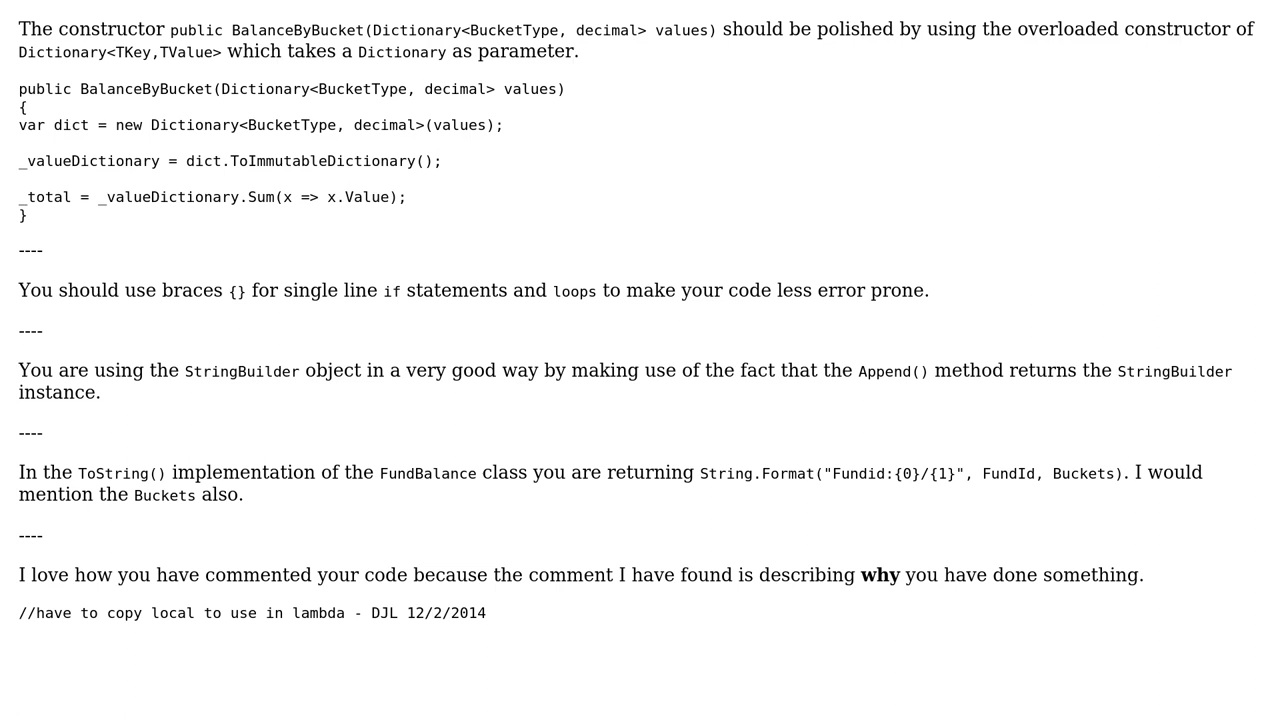 The constructor public BalanceByBucket(Dictionary<BucketType, decimal> values) should be polished by using the overloaded constructor of
Dictionary<TKey,TValue> which takes a Dictionary as parameter.
public BalanceByBucket(Dictionary<BucketType, decimal> values)
{
var dict = new Dictionary<BucketType, decimal>(values);
_valueDictionary = dict.ToImmutableDictionary();
_total = _valueDictionary.Sum(x => x.Value);
}
----
You should use braces {} for single line if statements and loops to make your code less error prone.
----
You are using the StringBuilder object in a very good way by making use of the fact that the Append() method returns the StringBuilder
instance.
----
In the ToString() implementation of the FundBalance class you are returning String.Format("Fundid:{0}/{1}", FundId, Buckets). I would
mention the Buckets also.
----
I love how you have commented your code because the comment I have found is describing why you have done something.
//have to copy local to use in lambda - DJL 12/2/2014